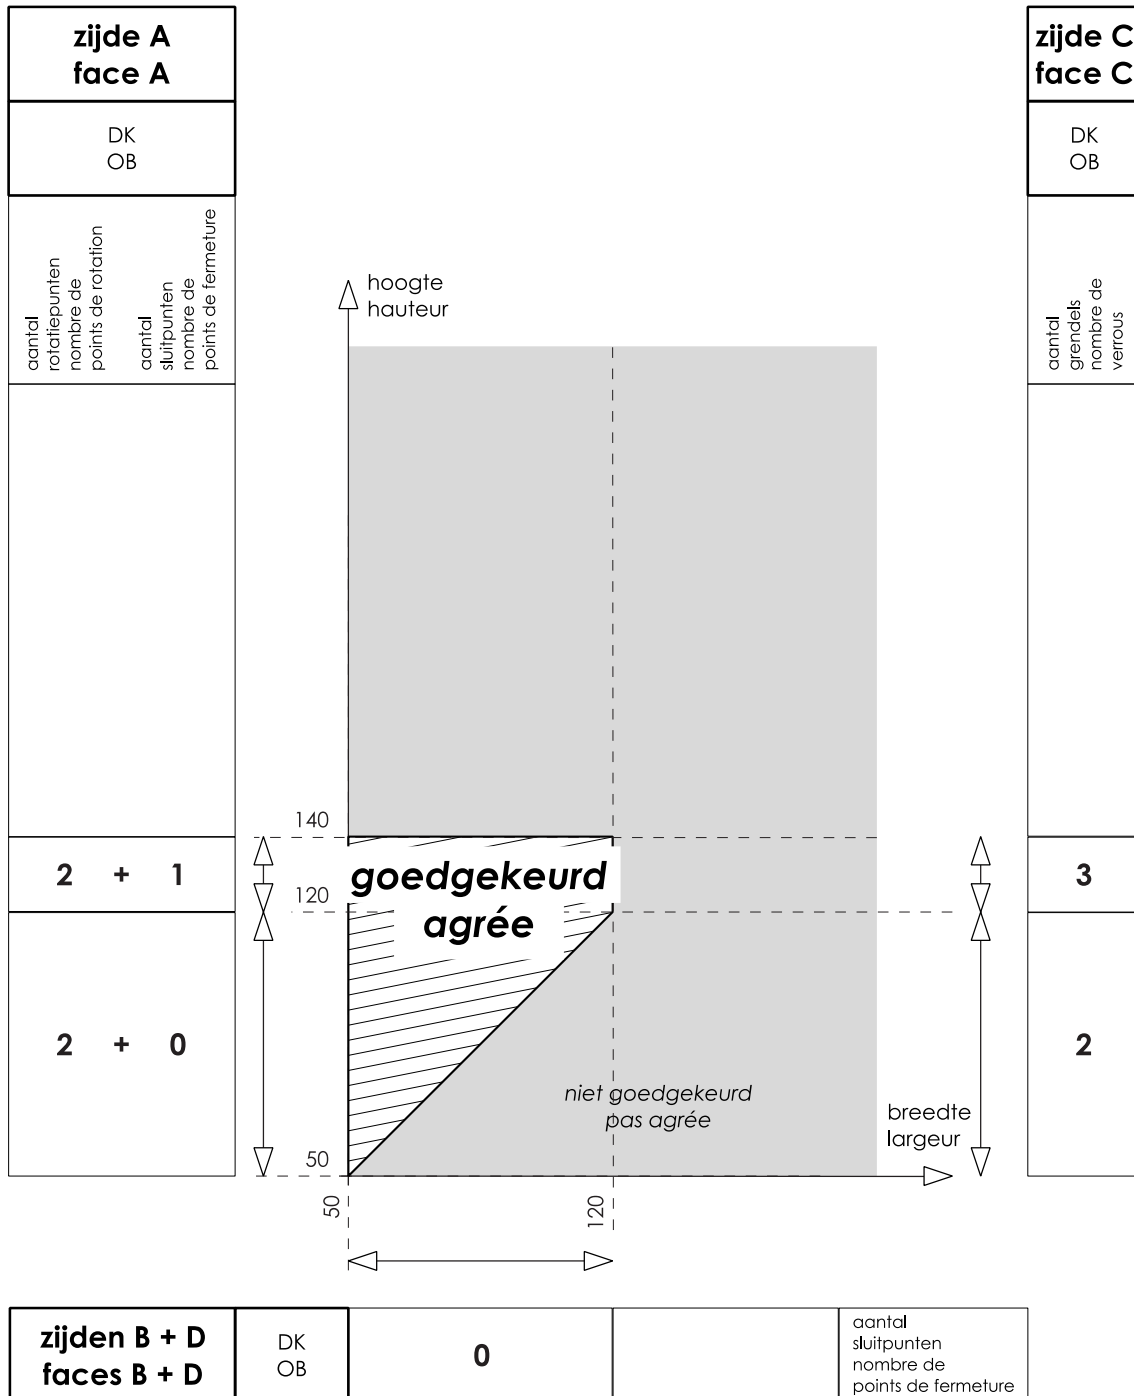 zijde A
face A
DK
OB
aantal
rotatiepunten
nombre de
points de rotation
aantal
sluitpunten
nombre de
points de fermeture
zijde C
face C
DK
OB
aantal
grendels
nombre de
verrous
hoogte
hauteur
140
2 + 1
goedgekeurd
agrée
3
120
2 + 0
2
niet goedgekeurd
pas agrée
breedte
largeur
50
50
120
zijden B + D
faces B + D
DK
OB
0
aantal
sluitpunten
nombre de
points de fermeture